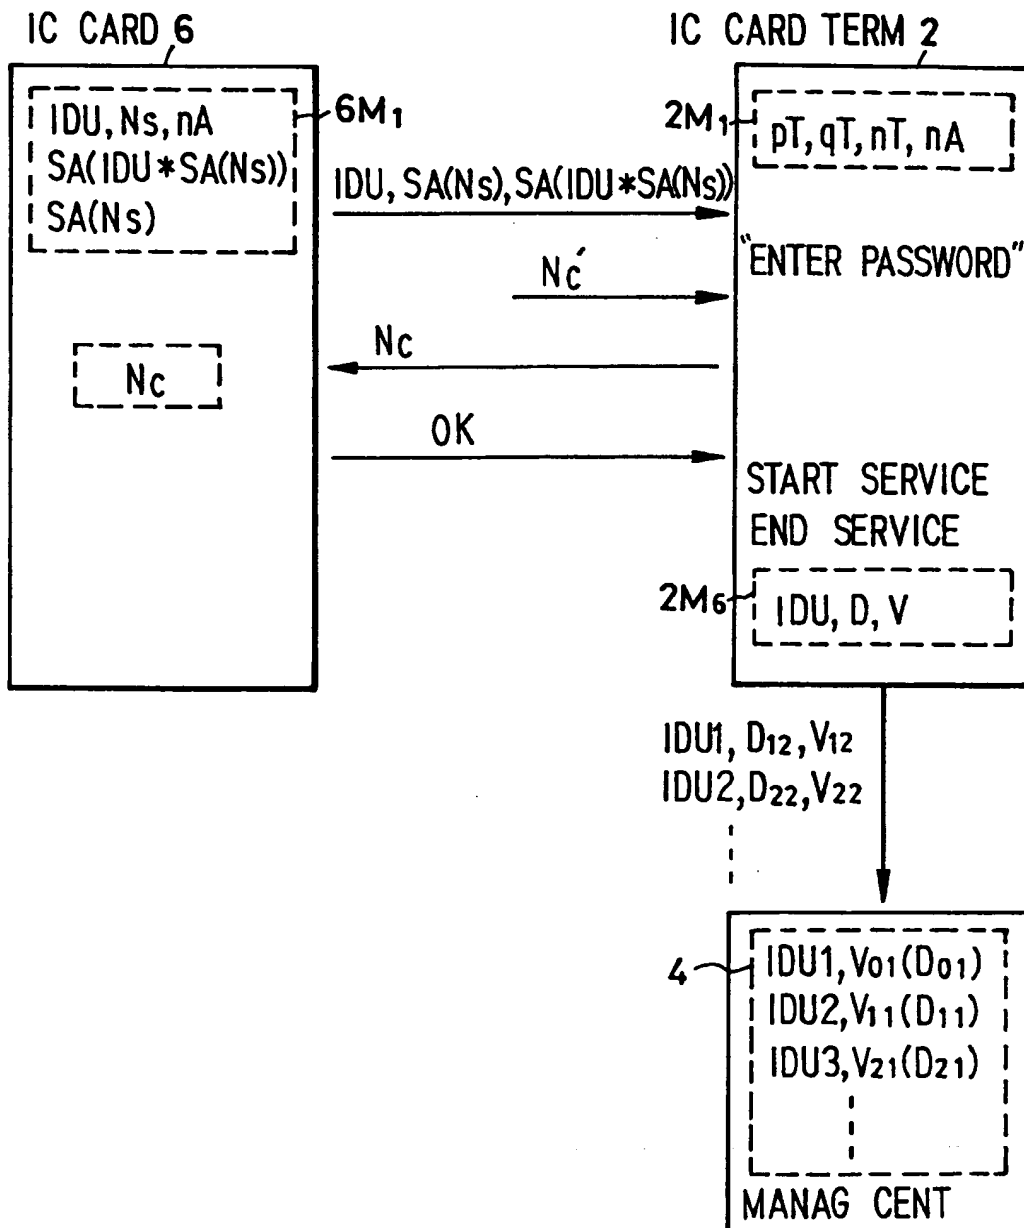 IC CARD 6
IDU, Ns, nA
SA(IDU*SA(Ns))
SA(Ns)
6M1
IDU, SA(Ns), SA(IDU*SA(Ns))
Nc′
Nc
Nc
OK
IC CARD TERM 2
2M1
pT, qT, nT, nA
"ENTER PASSWORD"
START SERVICE
END SERVICE
2M6
IDU, D, V
IDU1, D12, V12
IDU2, D22, V22
4
IDU1, V01(D01)
IDU2, V11(D11)
IDU3, V21(D21)
MANAG CENT